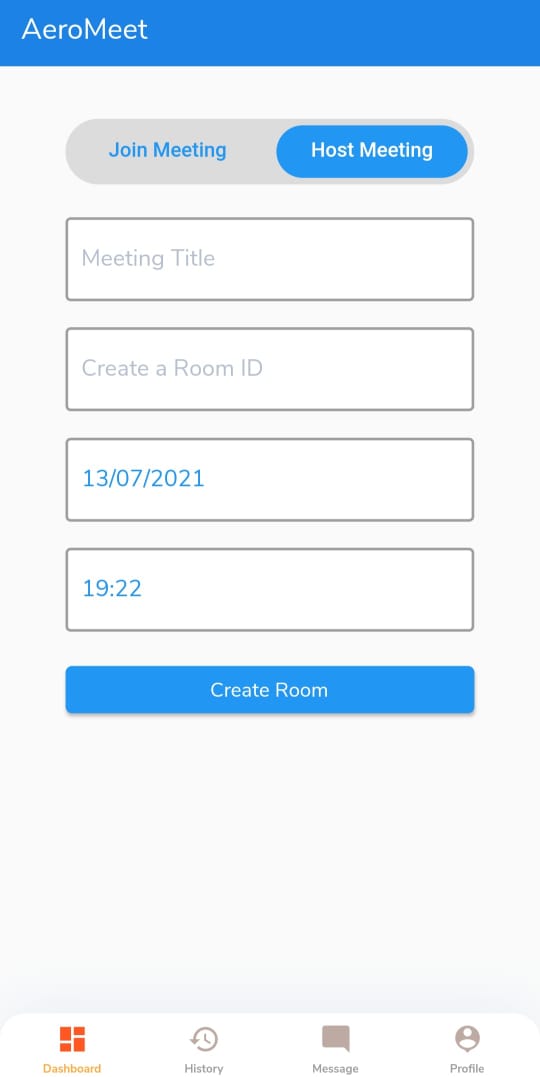 AeroMeet
Join Meeting Host Meeting
Meeting Title
Create a Room ID
13/07/2021
19:22
Create Room
Dashboard History Message Profile